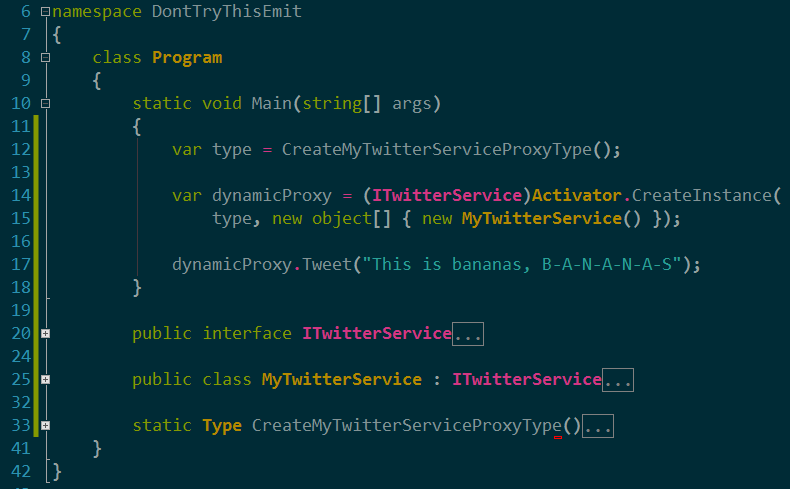 6 namespace DontTryThisEmit
7 {
8 class Program
9 {
10 static void Main(string[] args)
11 {
12 var type = CreateMyTwitterServiceProxyType();
13
14 var dynamicProxy = (ITwitterService)Activator.CreateInstance(
15 type, new object[] { new MyTwitterService() });
16
17 dynamicProxy.Tweet("This is bananas, B-A-N-A-N-A-S");
18 }
19
20 public interface ITwitterService...
24
25 public class MyTwitterService : ITwitterService...
32
33 static Type CreateMyTwitterServiceProxyType()...
41 }
42 }